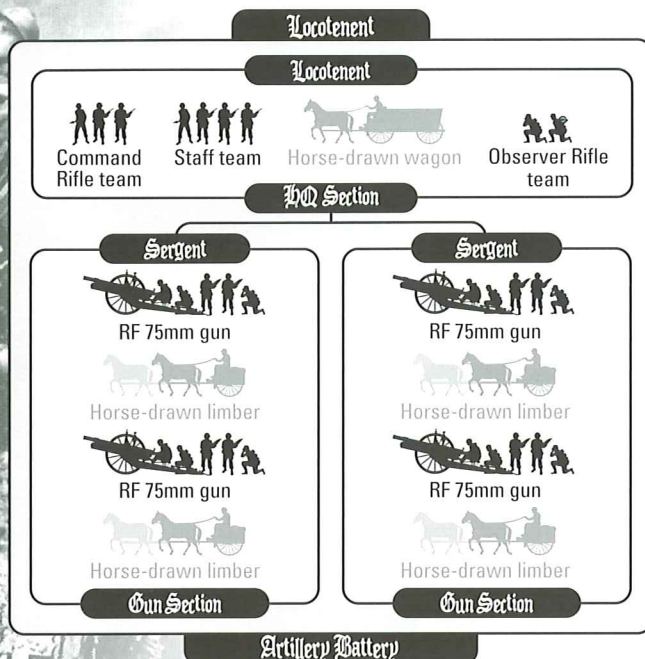 Locotenent
Locotenent
Command
Rifle team
Staff team
Horse-drawn wagon
Observer Rifle
team
HQ Section
Sergent
RF 75mm gun
Horse-drawn limber
RF 75mm gun
Horse-drawn limber
Gun Section
Sergent
RF 75mm gun
Horse-drawn limber
RF 75mm gun
Horse-drawn limber
Gun Section
Artillery Battery